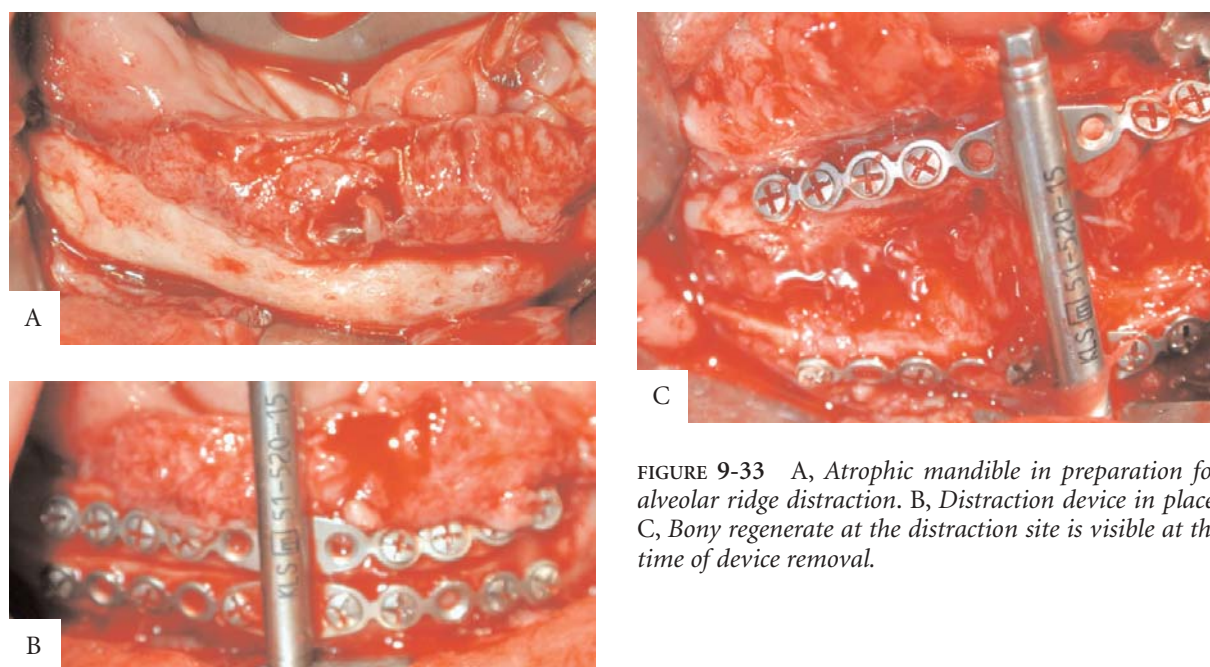 A
KLS 51-520-15
B
KLS 51-520-15
C
FIGURE 9-33 A, Atrophic mandible in preparation fo
alveolar ridge distraction. B, Distraction device in place
C, Bony regenerate at the distraction site is visible at th
time of device removal.